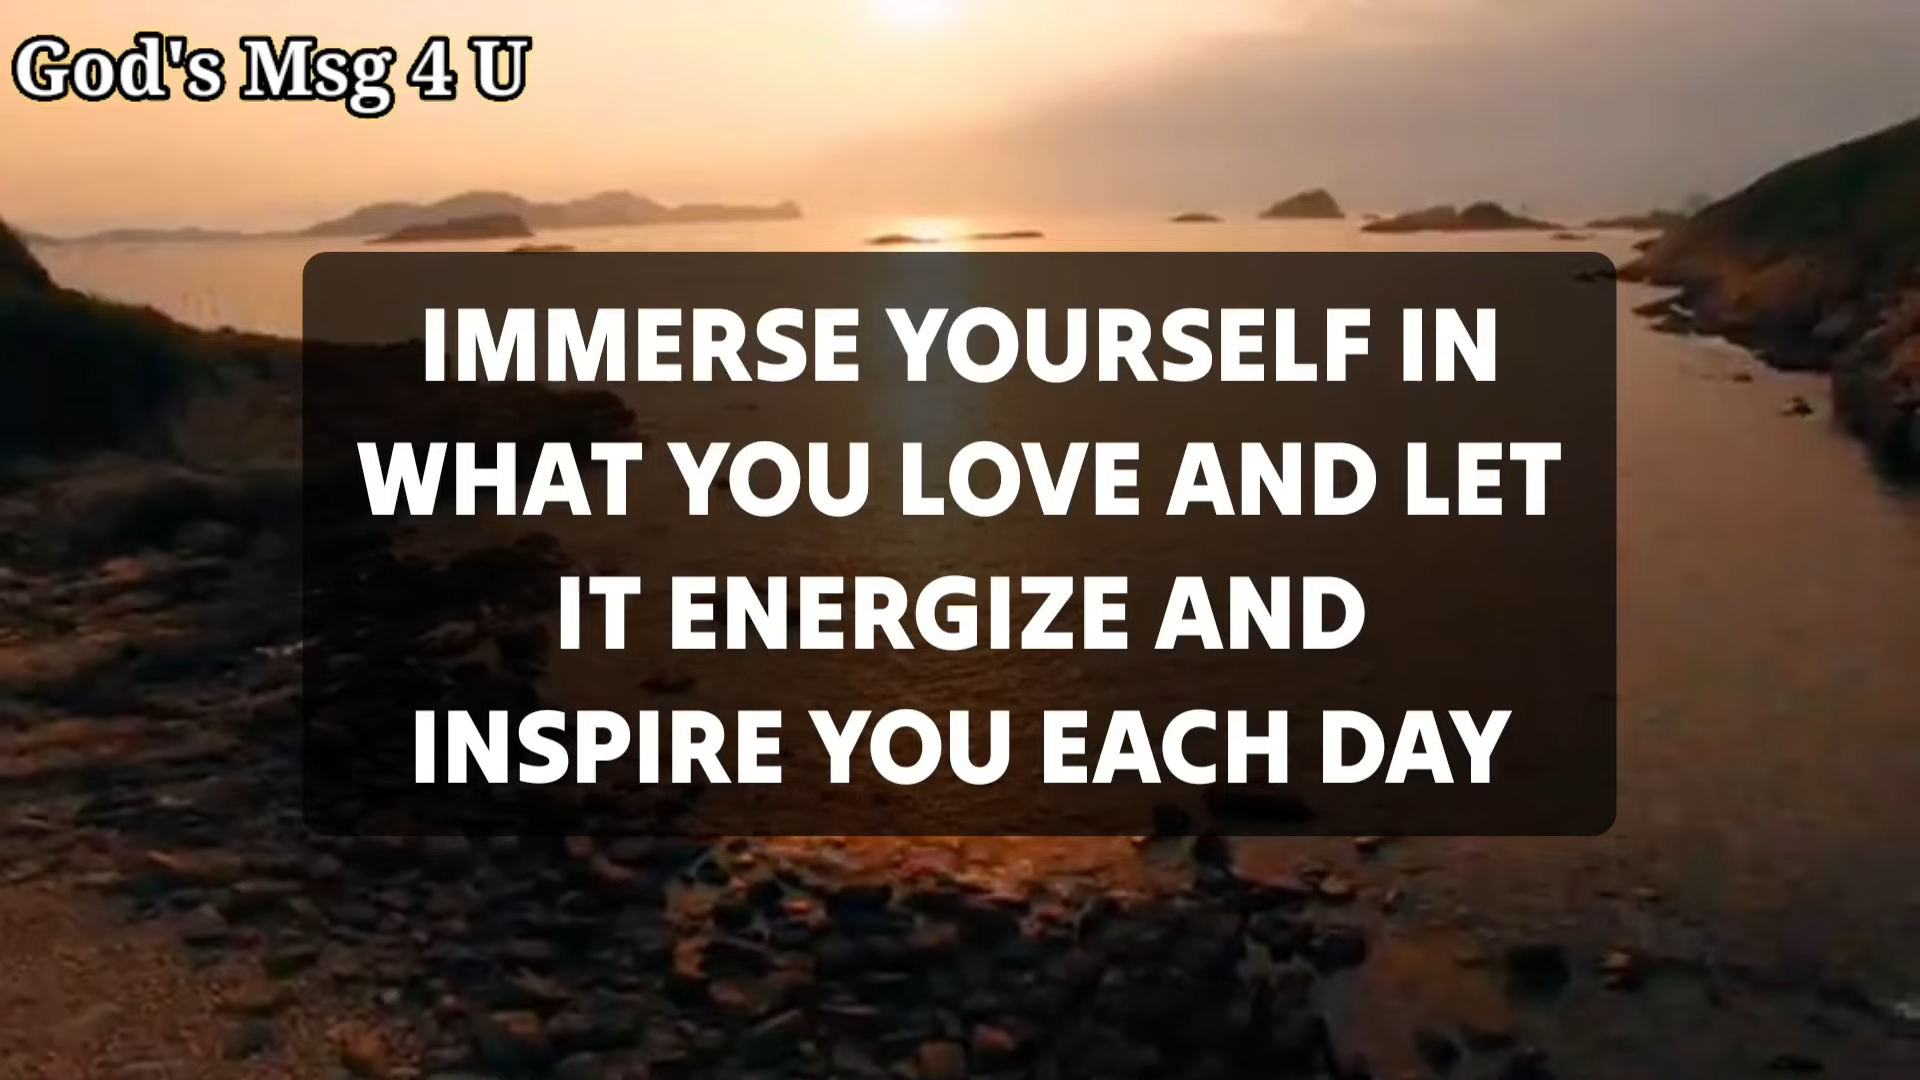 God's Msg 4 U
IMMERSE YOURSELF IN
WHAT YOU LOVE AND LET
IT ENERGIZE AND
INSPIRE YOU EACH DAY